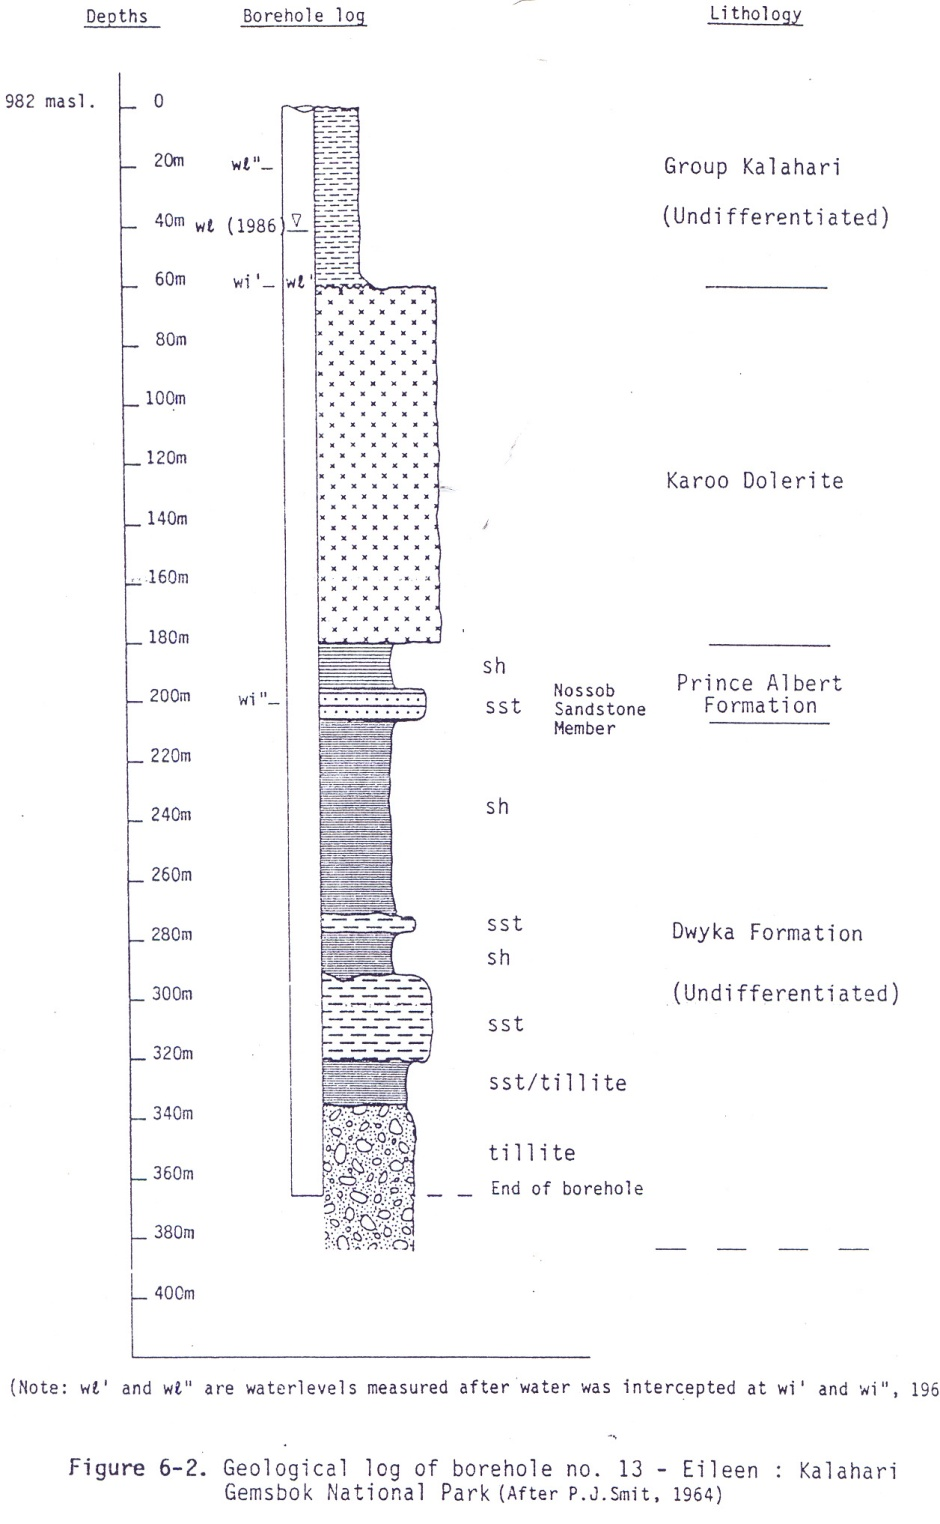 Depths Borehole log Lithology
982 masl. 0
20m wℓ" Group Kalahari
(Undifferentiated)
40m wℓ (1986)
60m wi' wℓ'
80m
100m
120m Karoo Dolerite
140m
160m
180m
sh
Prince Albert
200m wi" sst Nossob
Sandstone Formation
Member
220m
240m sh
260m
280m sst Dwyka Formation
sh
300m (Undifferentiated)
sst
320m
sst/tillite
340m
tillite
360m
End of borehole
380m
400m
(Note: wℓ' and wℓ" are waterlevels measured after water was intercepted at wi' and wi", 196
Figure 6-2. Geological log of borehole no. 13 - Eileen : Kalahari
Gemsbok National Park (After P.J.Smit, 1964)